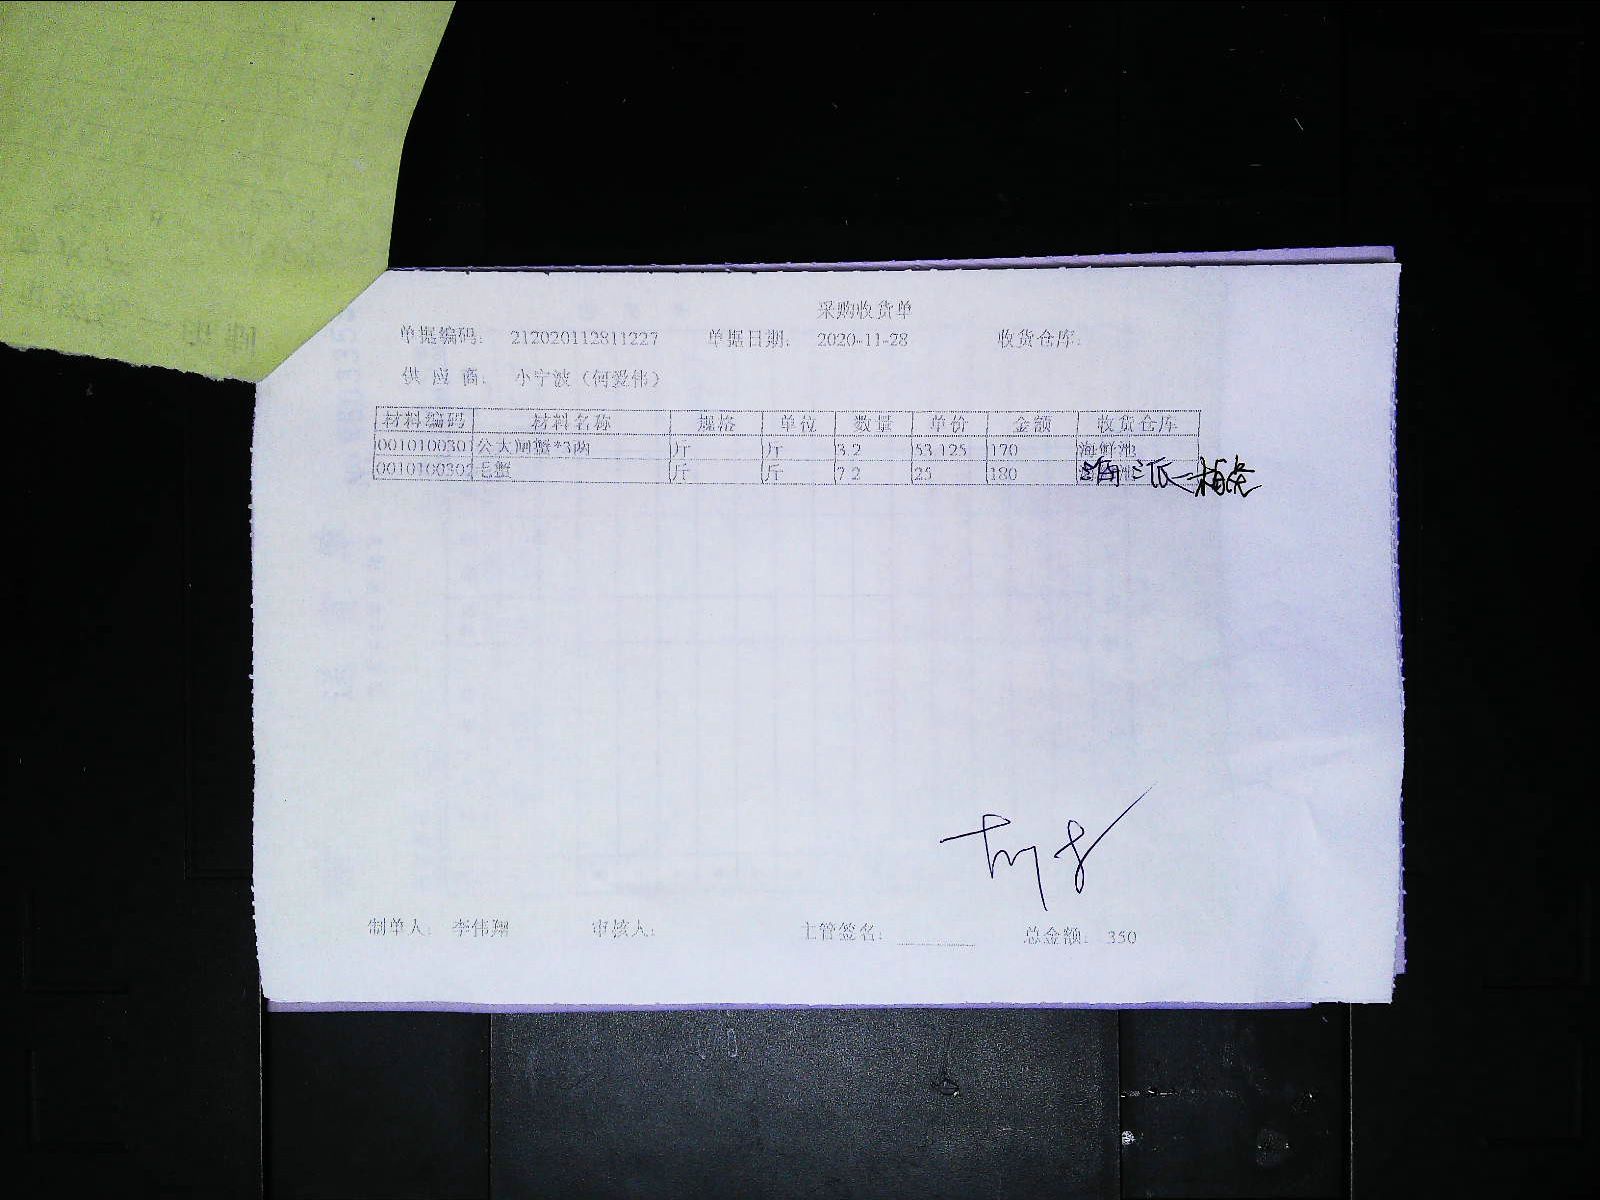 采购收货单
单据编码: 212020112811227 单据日期: 2020-11-28 收货仓库:
供 应 商: 小宁波（何爱伟）
材料编码 材料名称 规格 单位 数量 单价 金额 收货仓库
0010100301 公大闸蟹*3两 斤 斤 3.2 53.125 170 海鲜池
0010100302 毛蟹 斤 斤 7.2 25 180
制单人: 李伟翔 审核人: 主管签名: 总金额: 350